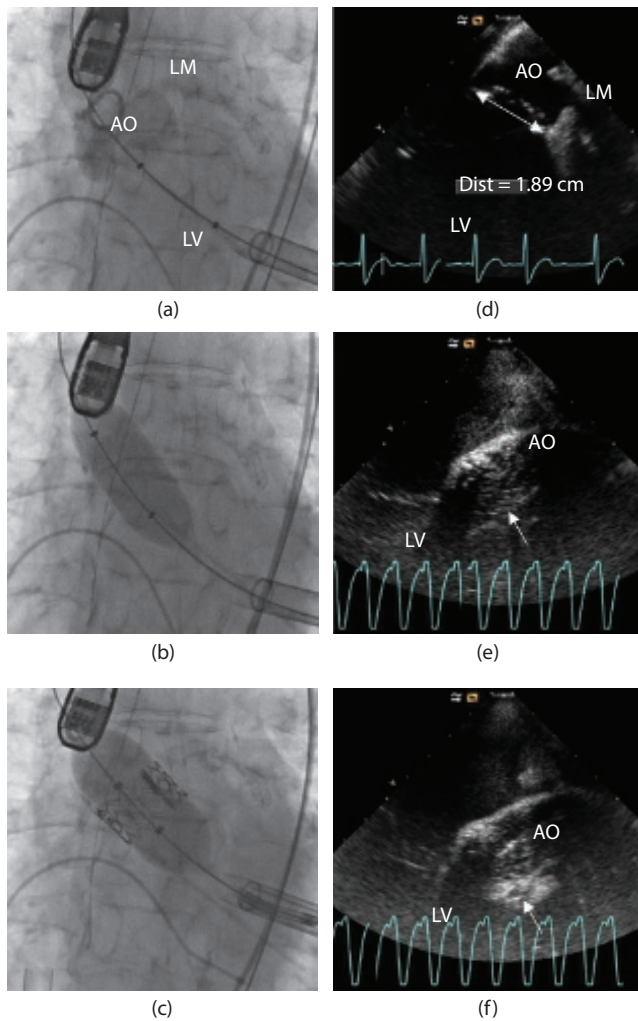 LM
AO
LV
(a)
AO
LM
Dist = 1.89 cm
LV
(d)
(b)
AO
LV
(e)
(c)
AO
LV
(f)